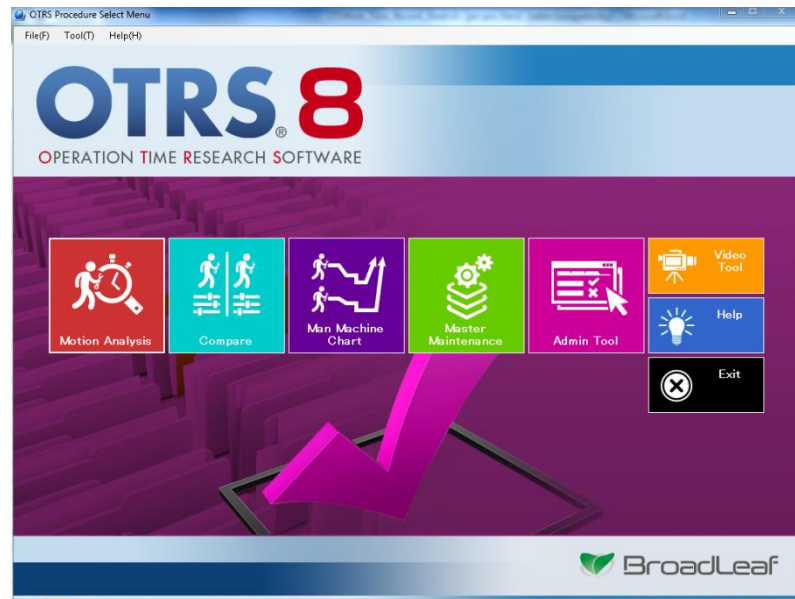 OTRS Procedure Select Menu
File(F) Tool(T) Help(H)
OTRS® 8
OPERATION TIME RESEARCH SOFTWARE
Motion Analysis
Compare
Man Machine
Chart
Master
Maintenance
Admin Tool
Video
Tool
Help
Exit
BroadLeaf